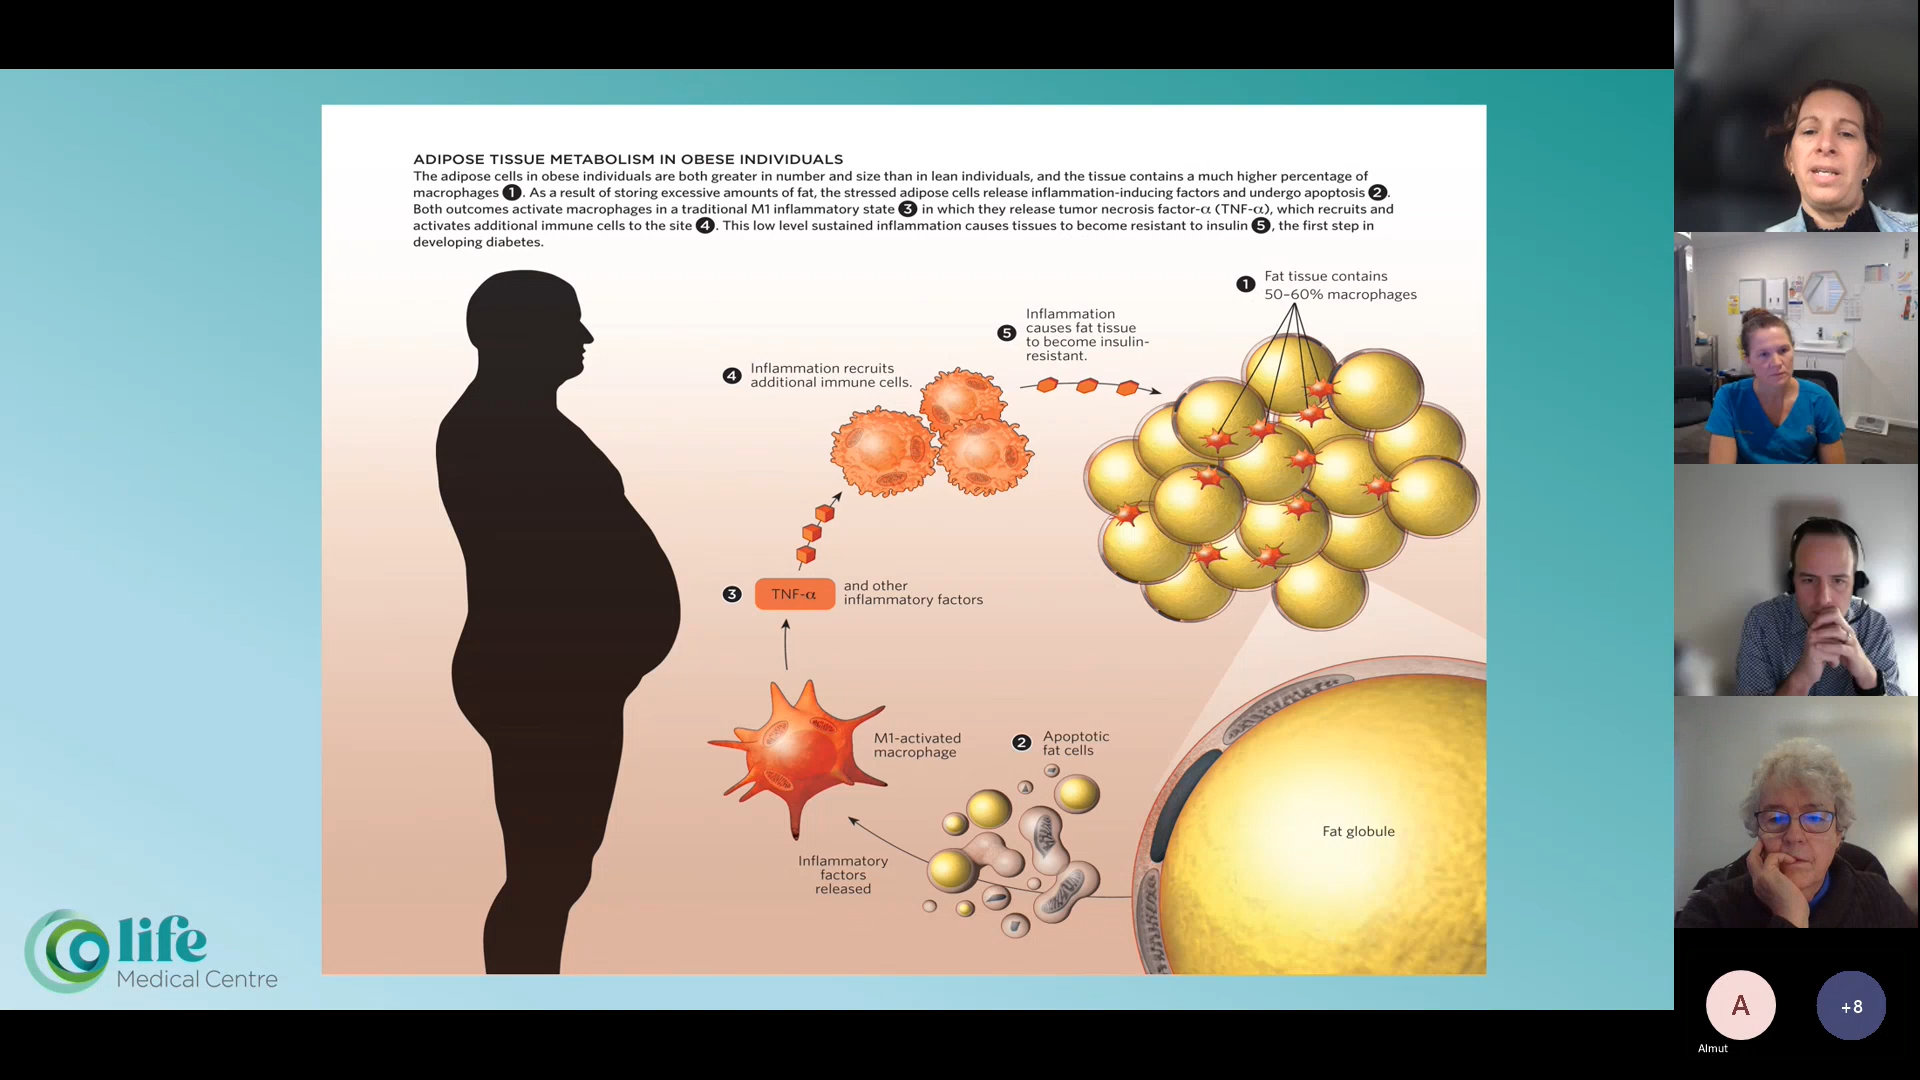 ADIPOSE TISSUE METABOLISM IN OBESE INDIVIDUALS
The adipose cells in obese individuals are both greater in number and size than in lean individuals, and the tissue contains a much higher percentage of
macrophages 1. As a result of storing excessive amounts of fat, the stressed adipose cells release inflammation-inducing factors and undergo apoptosis 2.
Both outcomes activate macrophages in a traditional M1 inflammatory state 3 in which they release tumor necrosis factor-α (TNF-α), which recruits and
activates additional immune cells to the site 4. This low level sustained inflammation causes tissues to become resistant to insulin 5, the first step in
developing diabetes.
1 Fat tissue contains
50–60% macrophages
5 Inflammation
causes fat tissue
to become insulin-
resistant.
4 Inflammation recruits
additional immune cells.
3 TNF-α and other
inflammatory factors
M1-activated
macrophage
2 Apoptotic
fat cells
Inflammatory
factors
released
Fat globule
life
Medical Centre
A
+8
Almut